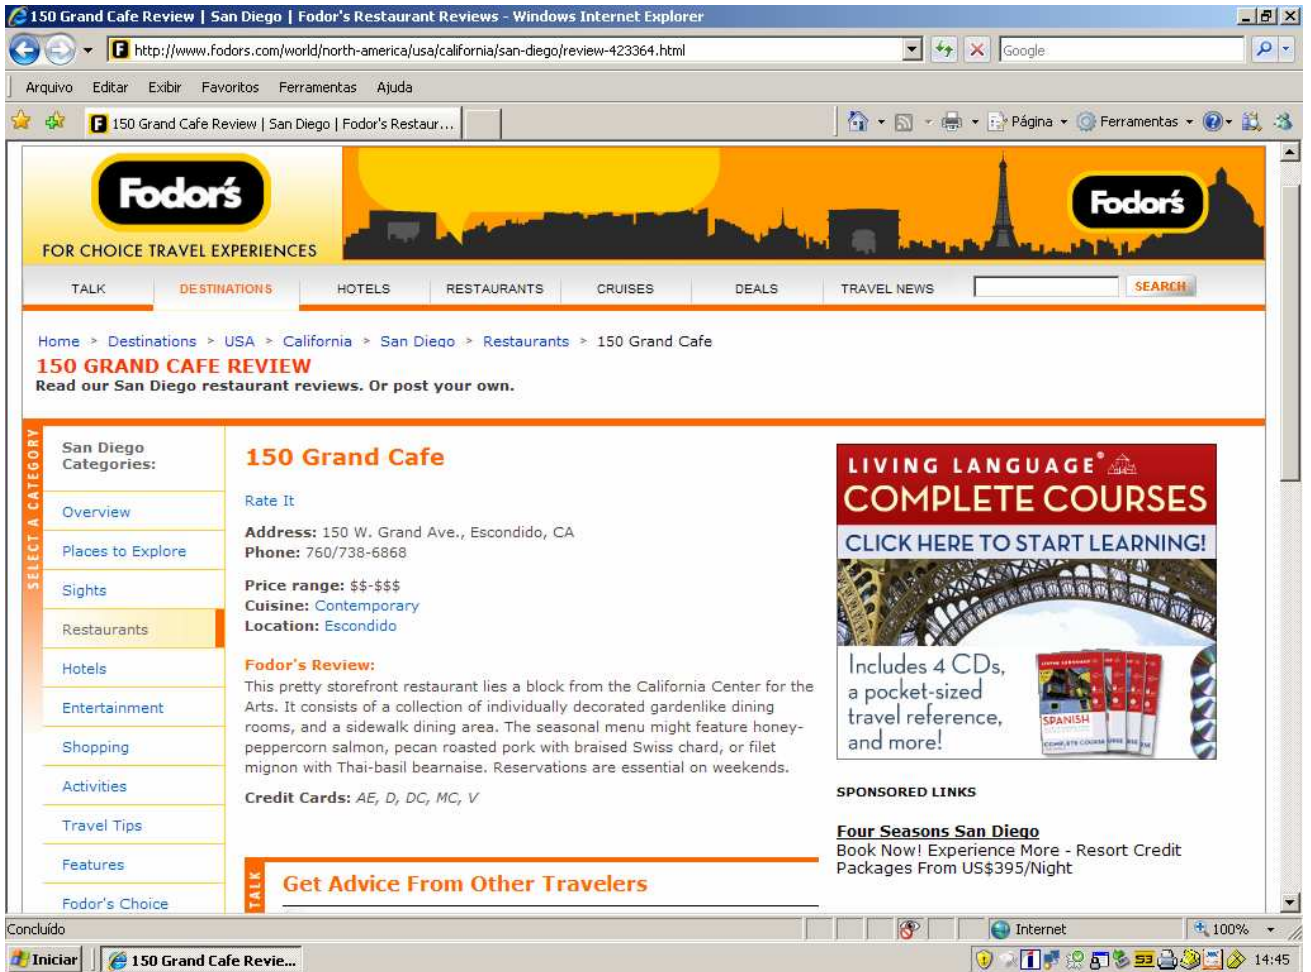 150 Grand Cafe Review | San Diego | Fodor's Restaurant Reviews - Windows Internet Explorer
http://www.fodors.com/world/north-america/usa/california/san-diego/review-423364.html
Google
Arquivo Editar Exibir Favoritos Ferramentas Ajuda
150 Grand Cafe Review | San Diego | Fodor's Restaur...
Página Ferramentas
Fodor's
FOR CHOICE TRAVEL EXPERIENCES
Fodor's
TALK DESTINATIONS HOTELS RESTAURANTS CRUISES DEALS TRAVEL NEWS SEARCH
Home > Destinations > USA > California > San Diego > Restaurants > 150 Grand Cafe
150 GRAND CAFE REVIEW
Read our San Diego restaurant reviews. Or post your own.
SELECT A CATEGORY
San Diego
Categories:
Overview
Places to Explore
Sights
Restaurants
Hotels
Entertainment
Shopping
Activities
Travel Tips
Features
Fodor's Choice
150 Grand Cafe
Rate It
Address: 150 W. Grand Ave., Escondido, CA
Phone: 760/738-6868
Price range: $$-$$$
Cuisine: Contemporary
Location: Escondido
Fodor's Review:
This pretty storefront restaurant lies a block from the California Center for the
Arts. It consists of a collection of individually decorated gardenlike dining
rooms, and a sidewalk dining area. The seasonal menu might feature honey-
peppercorn salmon, pecan roasted pork with braised Swiss chard, or filet
mignon with Thai-basil bearnaise. Reservations are essential on weekends.
Credit Cards: AE, D, DC, MC, V
TALK
Get Advice From Other Travelers
LIVING LANGUAGE®
COMPLETE COURSES
CLICK HERE TO START LEARNING!
Includes 4 CDs,
a pocket-sized
travel reference,
and more!
LIVING LANGUAGE
SPANISH
COMPLETE COURSE
SPONSORED LINKS
Four Seasons San Diego
Book Now! Experience More - Resort Credit
Packages From US$395/Night
Concluído Internet 100%
Iniciar 150 Grand Cafe Revie... 53 14:45